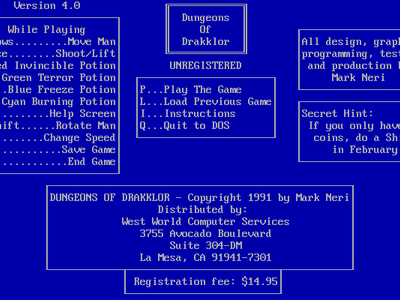 Version 4.0
While Playing
ows.........Move Man
ze........Shoot/Lift
ed Invincible Potion
Green Terror Potion
..Blue Freeze Potion
Cyan Burning Potion
.........Help Screen
ift.......Rotate Man
........Change Speed
...........Save Game
............End Game
Dungeons
Of
Drakklor
UNREGISTERED
P...Play The Game
L...Load Previous Game
I...Instructions
Q...Quit to DOS
All design, graph
programming, test
and production b
Mark Neri
Secret Hint:
If you only have
coins, do a Sh
in February
DUNGEONS OF DRAKKLOR - Copyright 1991 by Mark Neri
Distributed by:
West World Computer Services
3755 Avocado Boulevard
Suite 304-DM
La Mesa, CA 91941-7301
Registration fee: $14.95